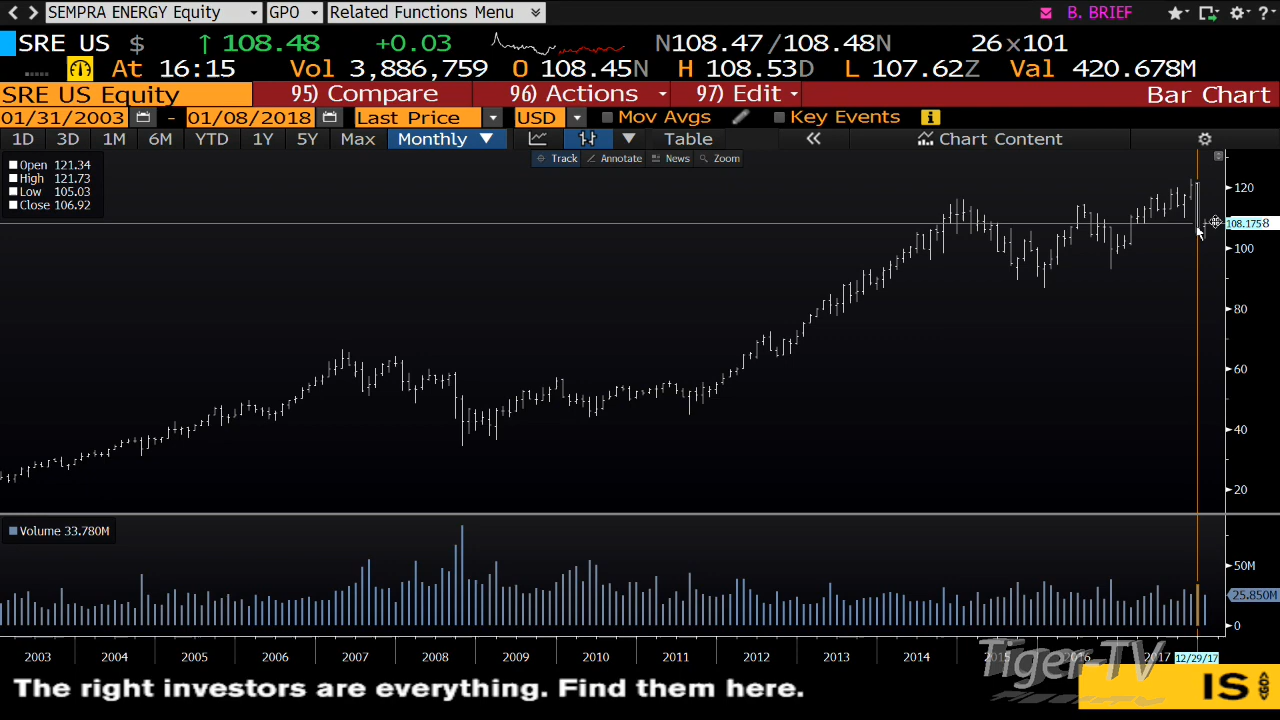 SEMPRA ENERGY Equity GPO Related Functions Menu B. BRIEF ?
SRE US $ ↑ 108.48 +0.03 N108.47/108.48N 26x101
At 16:15 Vol 3,886,759 O 108.45N H 108.53D L 107.62Z Val 420.678M
SRE US Equity 95) Compare 96) Actions 97) Edit Bar Chart
01/31/2003 - 01/08/2018 Last Price USD Mov Avgs Key Events i
1D 3D 1M 6M YTD 1Y 5Y Max Monthly Table « Chart Content
Track Annotate News Zoom
Open 121.34
High 121.73
Low 105.03
Close 106.92
120
108.1758
100
80
60
40
20
Volume 33.780M
50M
25.850M
0
2003 2004 2005 2006 2007 2008 2009 2010 2011 2012 2013 2014 2015 2016 2017 12/29/17
Tiger-TV
The right investors are everything. Find them here.
IS